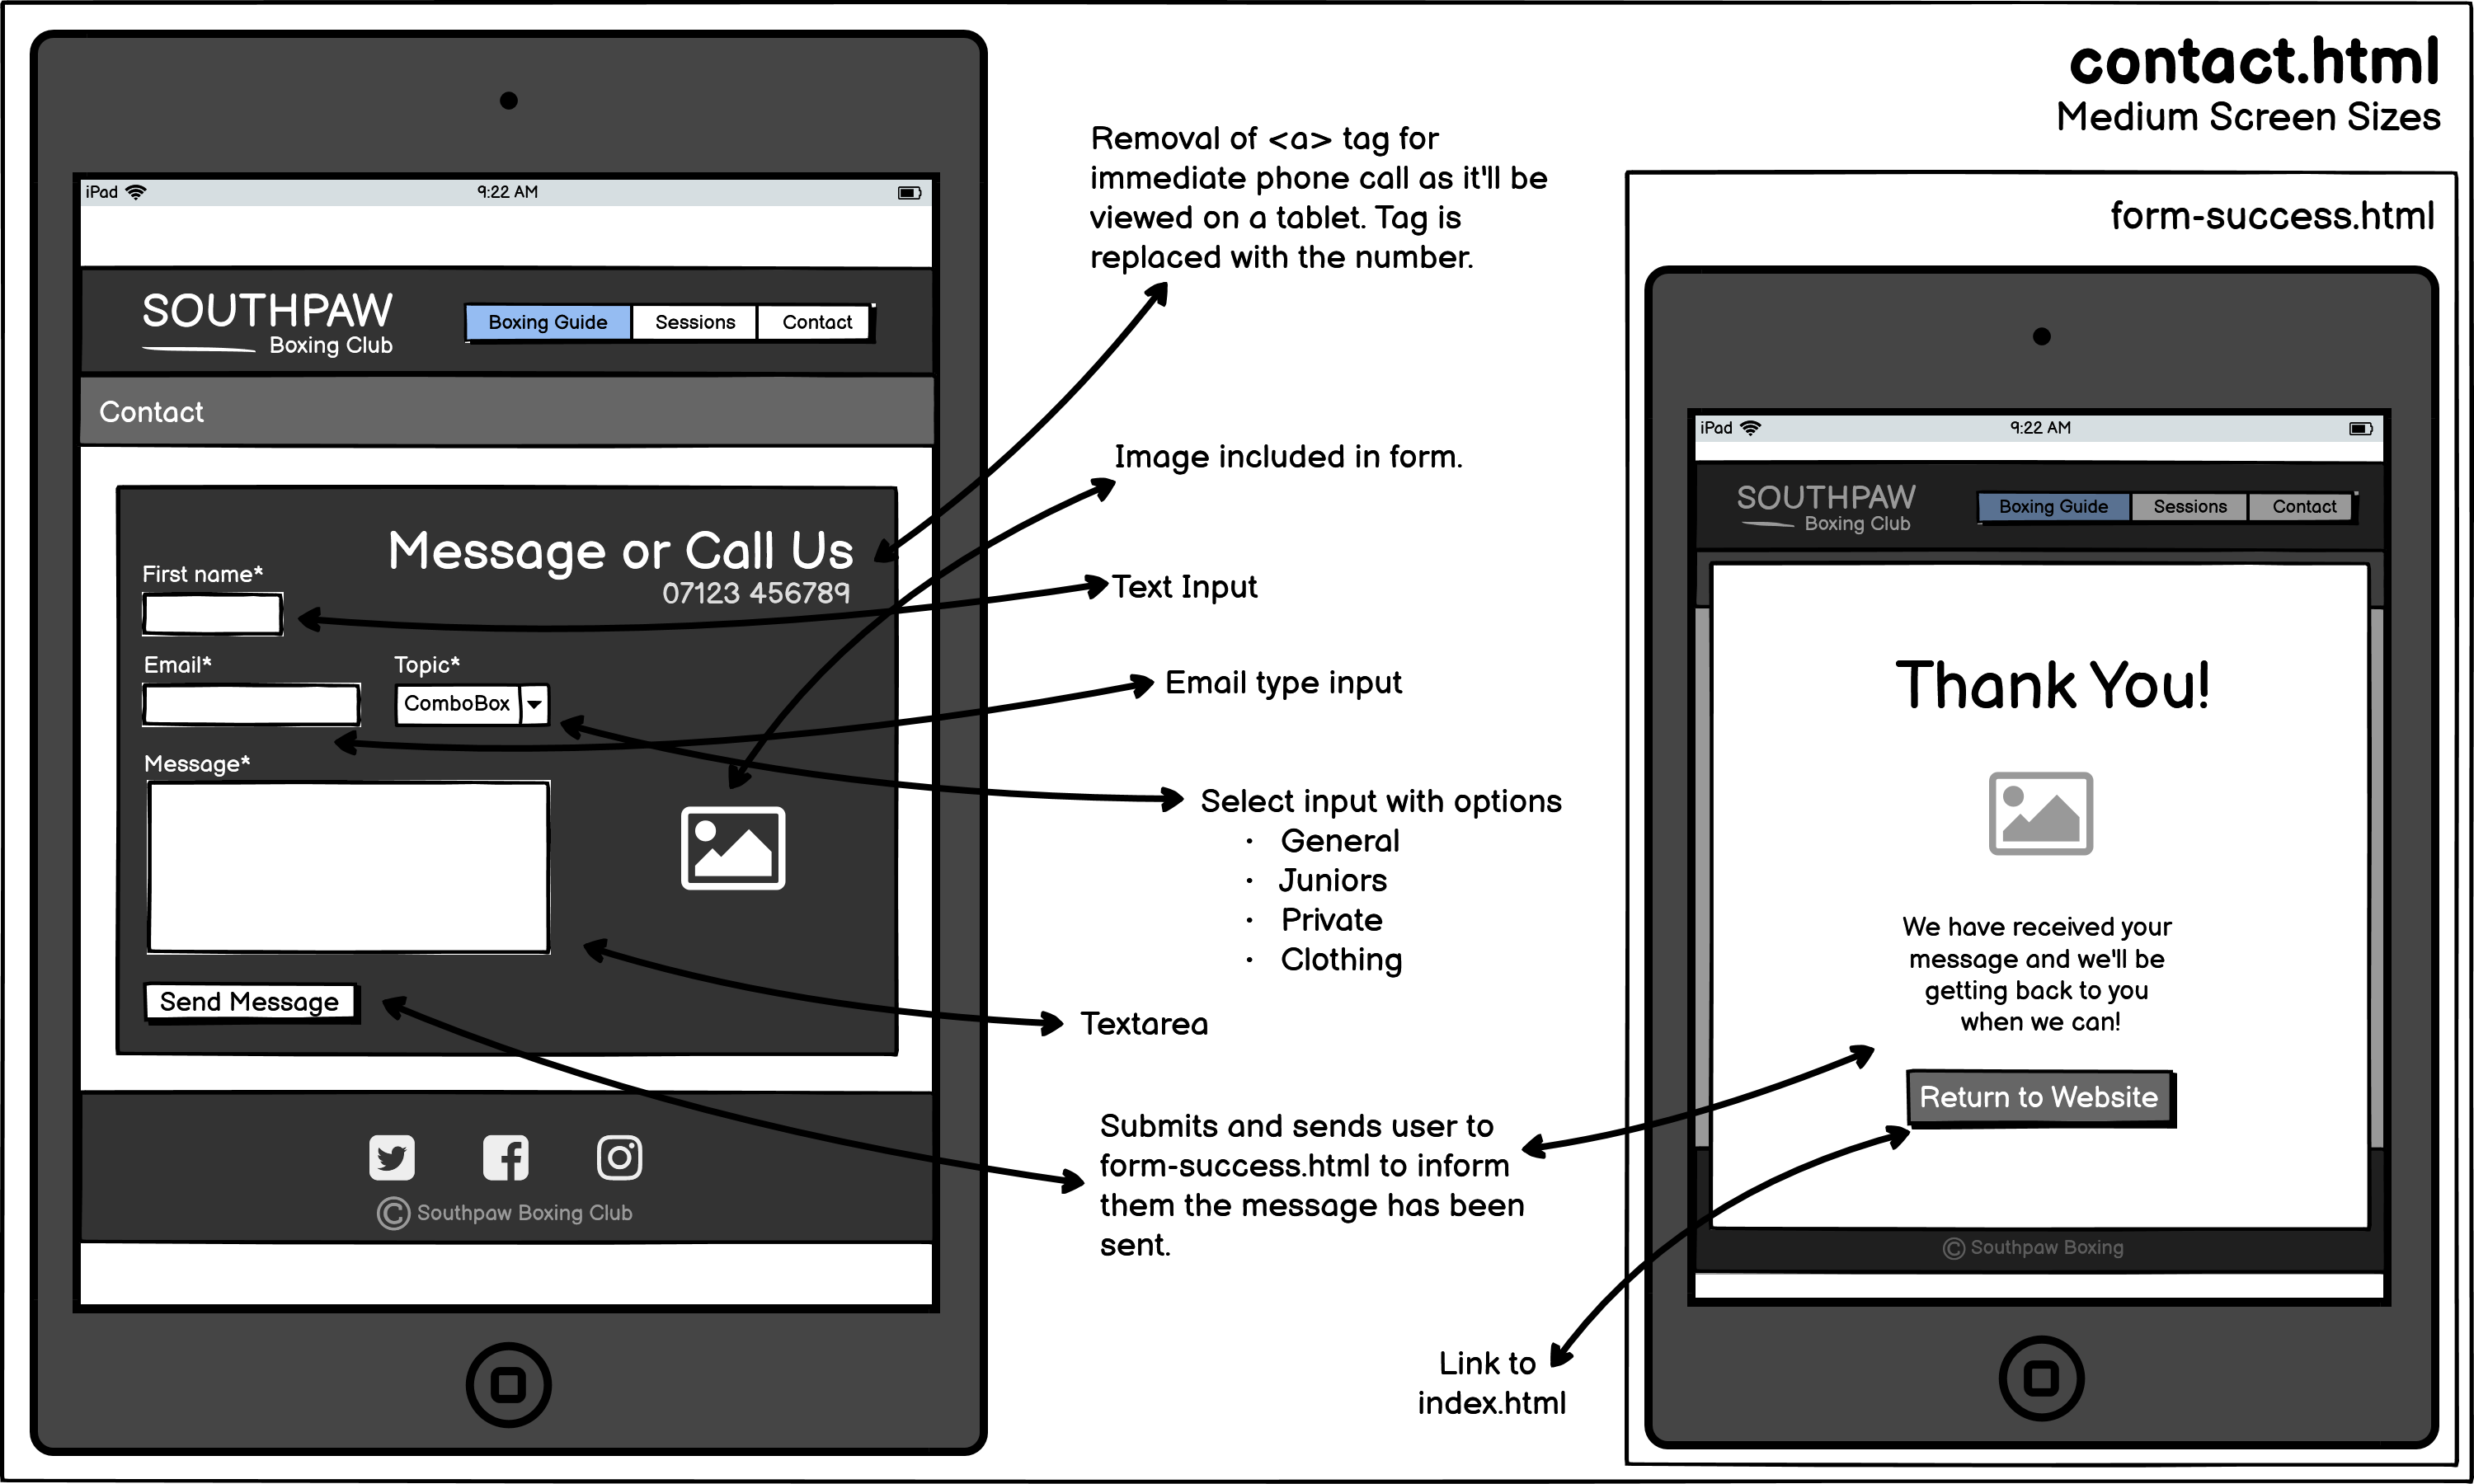 contact.html
Medium Screen Sizes
iPad
9:22 AM
SOUTHPAW
Boxing Club
Boxing Guide
Sessions
Contact
Contact
Message or Call Us
07123 456789
First name*
Email*
Topic*
ComboBox
Message*
Send Message
© Southpaw Boxing Club
Removal of <a> tag for
immediate phone call as it'll be
viewed on a tablet. Tag is
replaced with the number.
Image included in form.
Text Input
Email type input
Select input with options
· General
· Juniors
· Private
· Clothing
Textarea
Submits and sends user to
form-success.html to inform
them the message has been
sent.
Link to
index.html
form-success.html
iPad
9:22 AM
SOUTHPAW
Boxing Club
Boxing Guide
Sessions
Contact
Thank You!
We have received your
message and we'll be
getting back to you
when we can!
Return to Website
© Southpaw Boxing